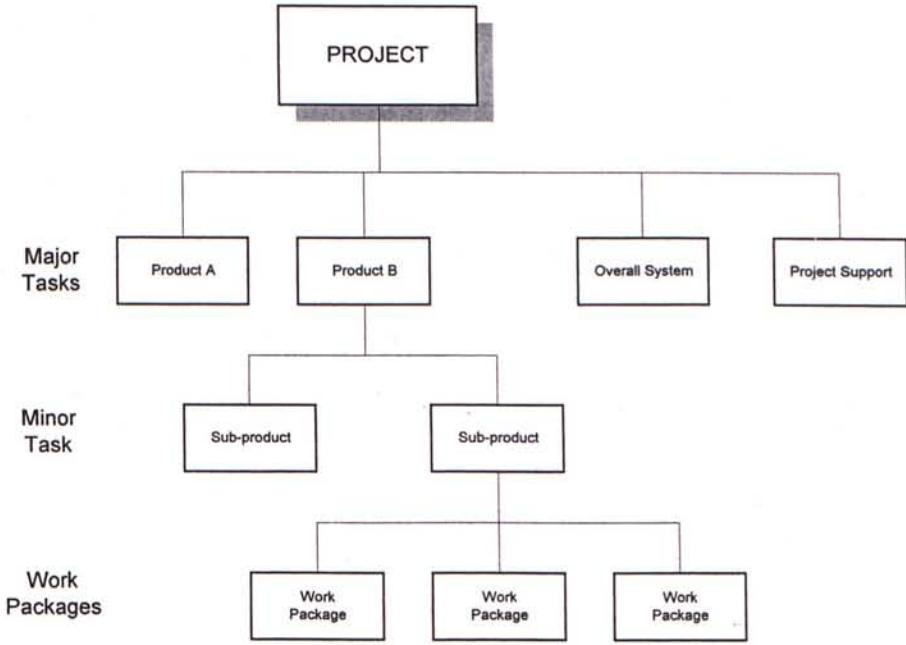 PROJECT
Major
Tasks
Product A
Product B
Overall System
Project Support
Minor
Task
Sub-product
Sub-product
Work
Packages
Work
Package
Work
Package
Work
Package